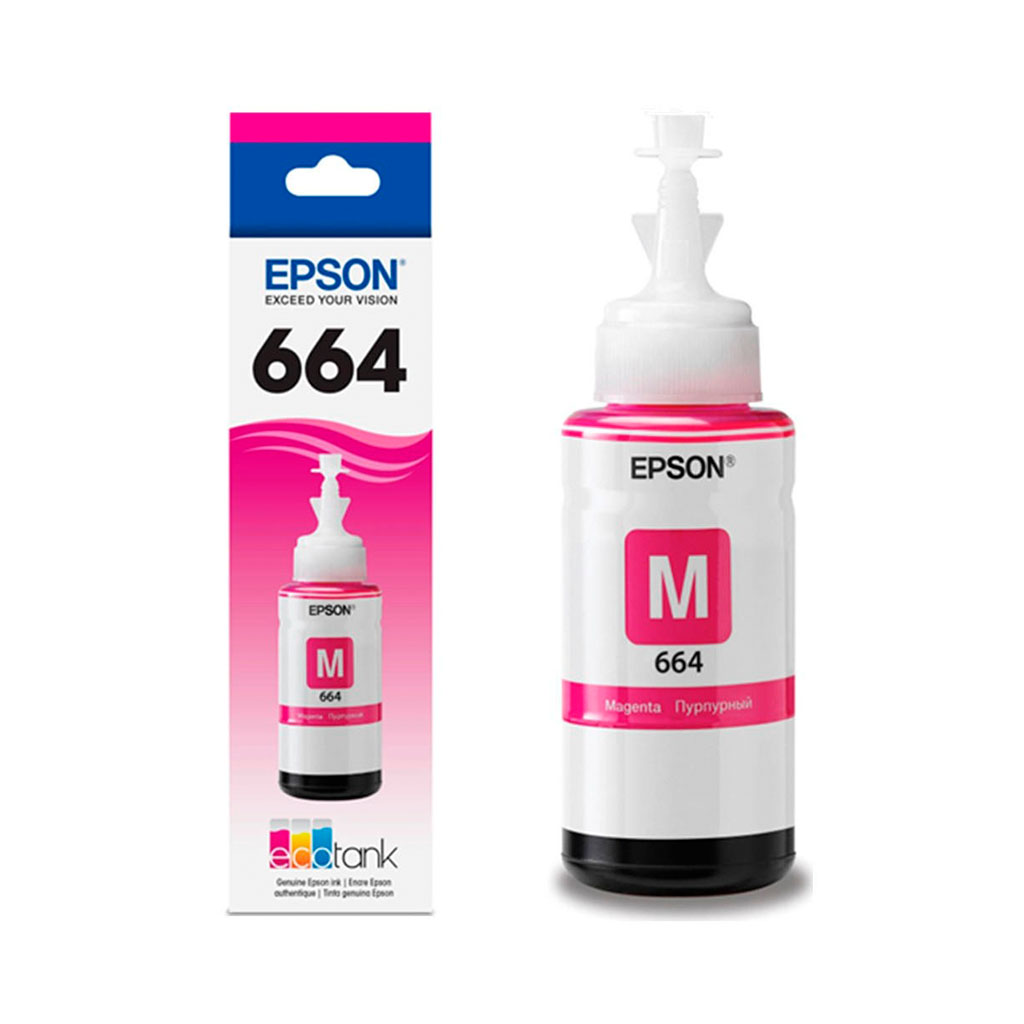 EPSON®
EXCEED YOUR VISION
664
EPSON®
M
664
Magenta Пурпурный
ecotank
Genuine Epson ink | Encre Epson
authentique | Tinta genuina Epson
EPSON®
M
664
Magenta Пурпурный